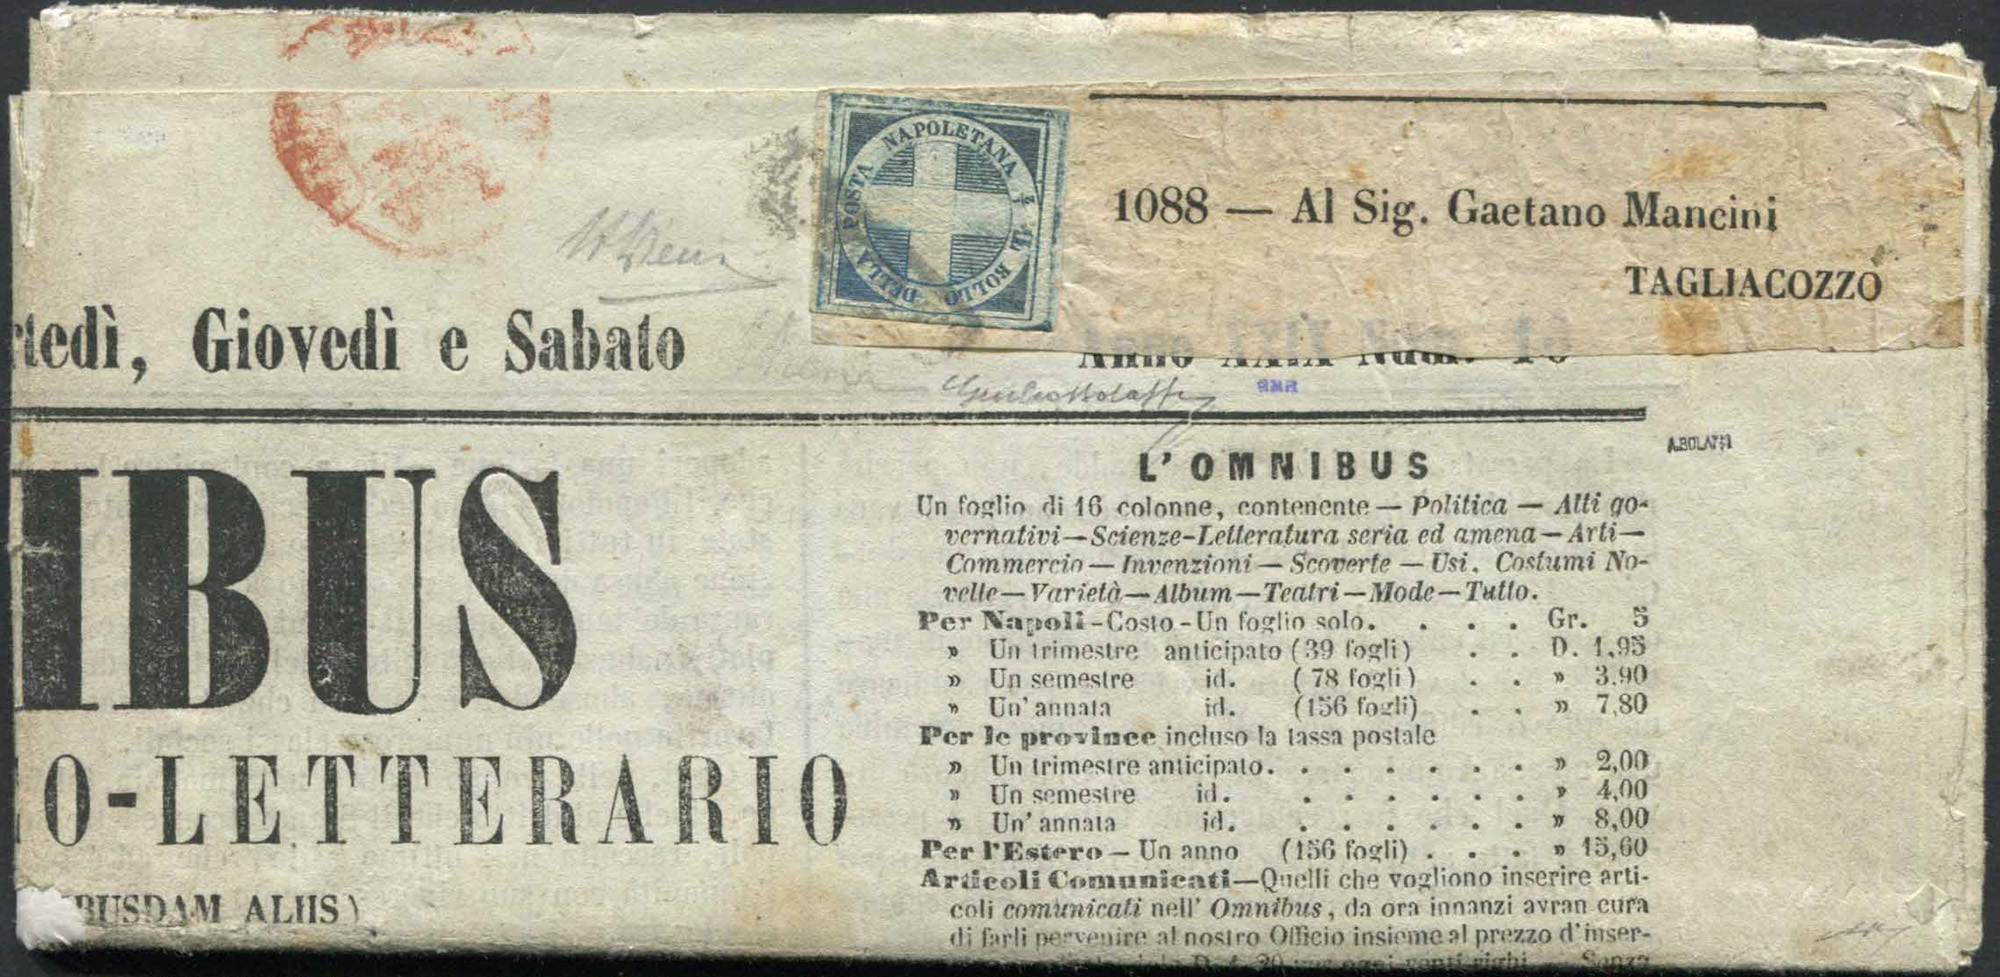 BOLLO DELLA POSTA NAPOLETANA
1088 — Al Sig. Gaetano Mancini
TAGLIACOZZO
tedì, Giovedì e Sabato
Anno XXIX Num.
A.BOLAFFI
IBUS
O-LETTERARIO
BUSDAM ALIIS)
L'OMNIBUS
Un foglio di 16 colonne, contenente — Politica — Atti go-
vernativi — Scienze-Letteratura seria ed amena — Arti —
Commercio — Invenzioni — Scoverte — Usi. Costumi No-
velle — Varietà — Album — Teatri — Mode — Tutto.
Per Napoli - Costo - Un foglio solo. . . . . Gr. 5
» Un trimestre anticipato (39 fogli) . . D. 1,95
» Un semestre id. (78 fogli) . . » 3,90
» Un' annata id. (156 fogli) . . » 7,80
Per le province incluso la tassa postale
» Un trimestre anticipato. . . . . . . » 2,00
» Un semestre id. . . . . . . » 4,00
» Un' annata id. . . . . . . » 8,00
Per l'Estero — Un anno (156 fogli) . . . » 15,60
Articoli Comunicati — Quelli che vogliono inserire arti-
coli comunicati nell' Omnibus, da ora innanzi avran cura
di farli pervenire al nostro Officio insieme al prezzo d'inser-